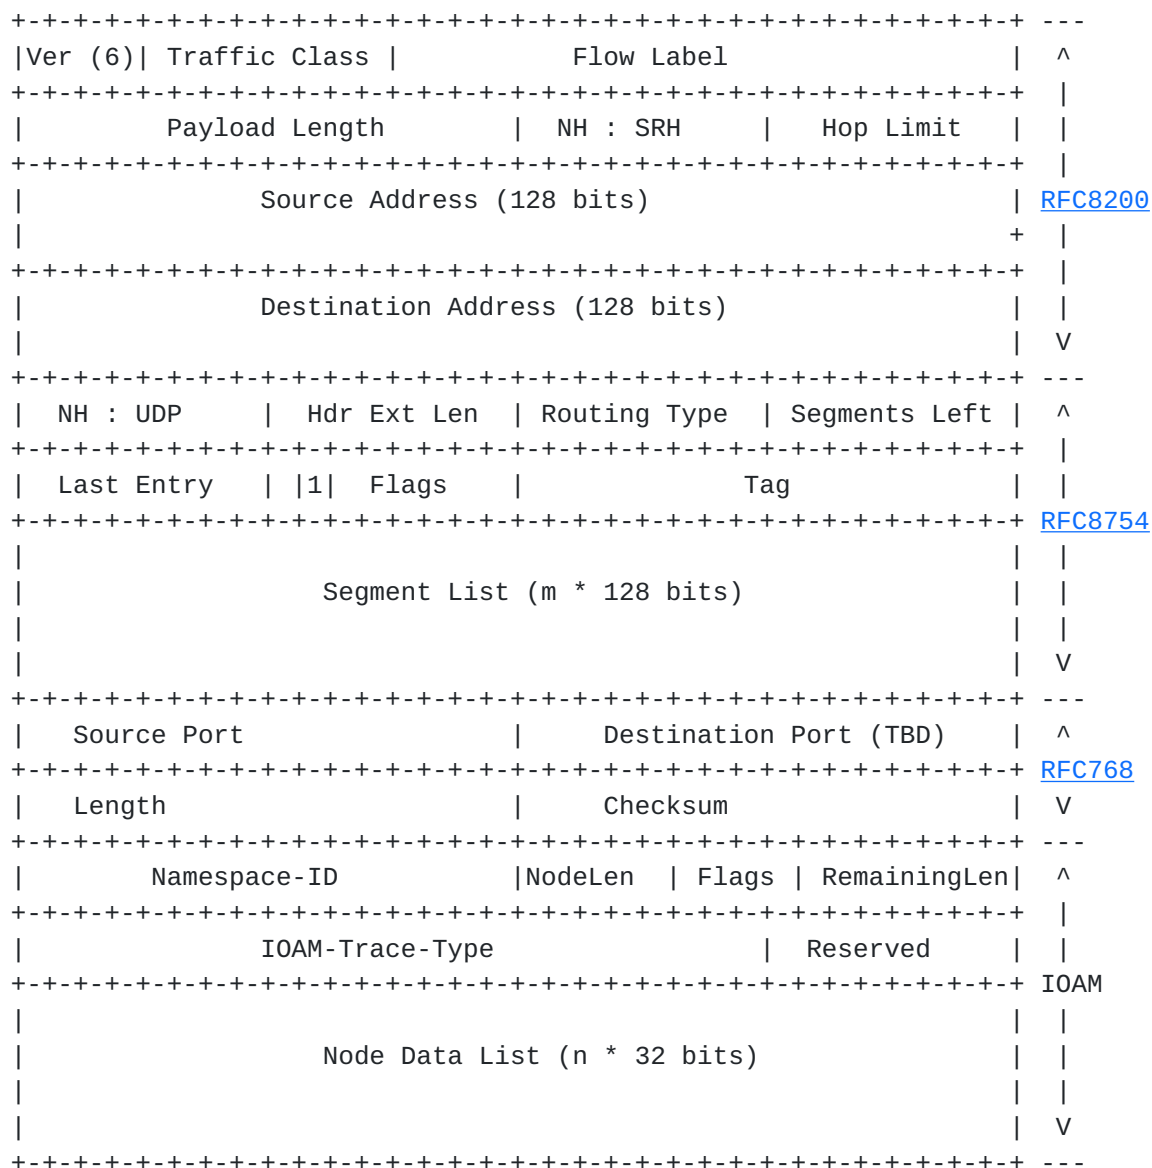 +-+-+-+-+-+-+-+-+-+-+-+-+-+-+-+-+-+-+-+-+-+-+-+-+-+-+-+-+-+-+-+-+ ---
|Ver (6)| Traffic Class |           Flow Label                  |  ^
+-+-+-+-+-+-+-+-+-+-+-+-+-+-+-+-+-+-+-+-+-+-+-+-+-+-+-+-+-+-+-+-+  |
|         Payload Length        |  NH : SRH     |   Hop Limit   |  |
+-+-+-+-+-+-+-+-+-+-+-+-+-+-+-+-+-+-+-+-+-+-+-+-+-+-+-+-+-+-+-+-+  |
|               Source Address (128 bits)                       | RFC8200
|                                                               +  |
+-+-+-+-+-+-+-+-+-+-+-+-+-+-+-+-+-+-+-+-+-+-+-+-+-+-+-+-+-+-+-+-+  |
|               Destination Address (128 bits)                  |  |
|                                                               |  V
+-+-+-+-+-+-+-+-+-+-+-+-+-+-+-+-+-+-+-+-+-+-+-+-+-+-+-+-+-+-+-+-+ ---
|  NH : UDP     |  Hdr Ext Len  | Routing Type  | Segments Left |  ^
+-+-+-+-+-+-+-+-+-+-+-+-+-+-+-+-+-+-+-+-+-+-+-+-+-+-+-+-+-+-+-+-+  |
|  Last Entry   | |1|  Flags    |              Tag              |  |
+-+-+-+-+-+-+-+-+-+-+-+-+-+-+-+-+-+-+-+-+-+-+-+-+-+-+-+-+-+-+-+-+ RFC8754
|                                                               |  |
|                   Segment List (m * 128 bits)                 |  |
|                                                               |  |
|                                                               |  V
+-+-+-+-+-+-+-+-+-+-+-+-+-+-+-+-+-+-+-+-+-+-+-+-+-+-+-+-+-+-+-+-+ ---
|   Source Port                 |     Destination Port (TBD)    |  ^
+-+-+-+-+-+-+-+-+-+-+-+-+-+-+-+-+-+-+-+-+-+-+-+-+-+-+-+-+-+-+-+-+ RFC768
|   Length                      |     Checksum                  |  V
+-+-+-+-+-+-+-+-+-+-+-+-+-+-+-+-+-+-+-+-+-+-+-+-+-+-+-+-+-+-+-+-+ ---
|        Namespace-ID           |NodeLen  | Flags | RemainingLen|  ^
+-+-+-+-+-+-+-+-+-+-+-+-+-+-+-+-+-+-+-+-+-+-+-+-+-+-+-+-+-+-+-+-+  |
|               IOAM-Trace-Type                 |  Reserved     |  |
+-+-+-+-+-+-+-+-+-+-+-+-+-+-+-+-+-+-+-+-+-+-+-+-+-+-+-+-+-+-+-+-+ IOAM
|                                                               |  |
|                   Node Data List (n * 32 bits)                |  |
|                                                               |  |
|                                                               |  V
+-+-+-+-+-+-+-+-+-+-+-+-+-+-+-+-+-+-+-+-+-+-+-+-+-+-+-+-+-+-+-+-+ ---